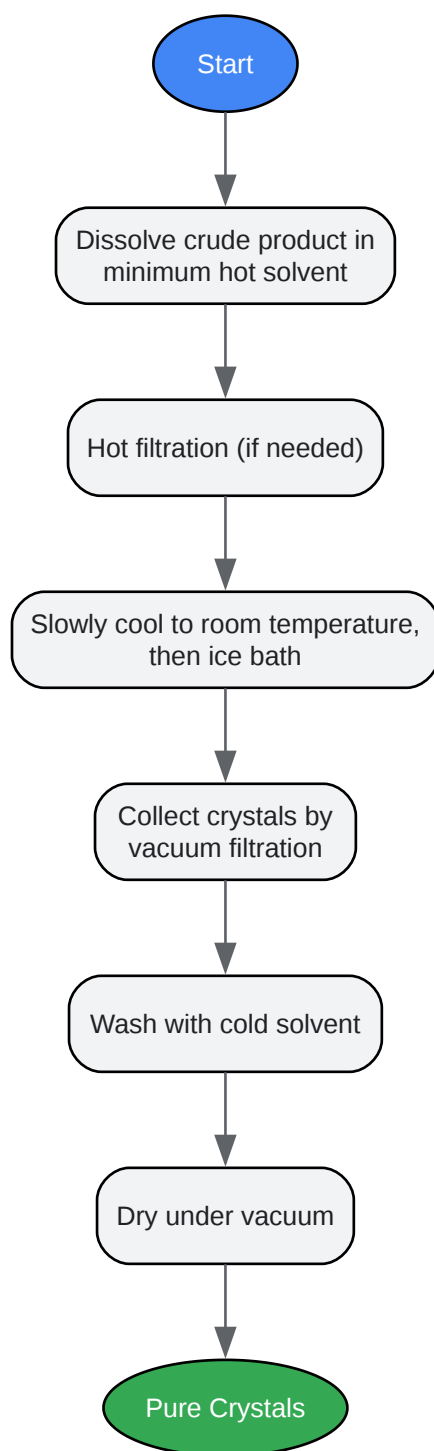 Start
Dissolve crude product in
minimum hot solvent
Hot filtration (if needed)
Slowly cool to room temperature,
then ice bath
Collect crystals by
vacuum filtration
Wash with cold solvent
Dry under vacuum
Pure Crystals